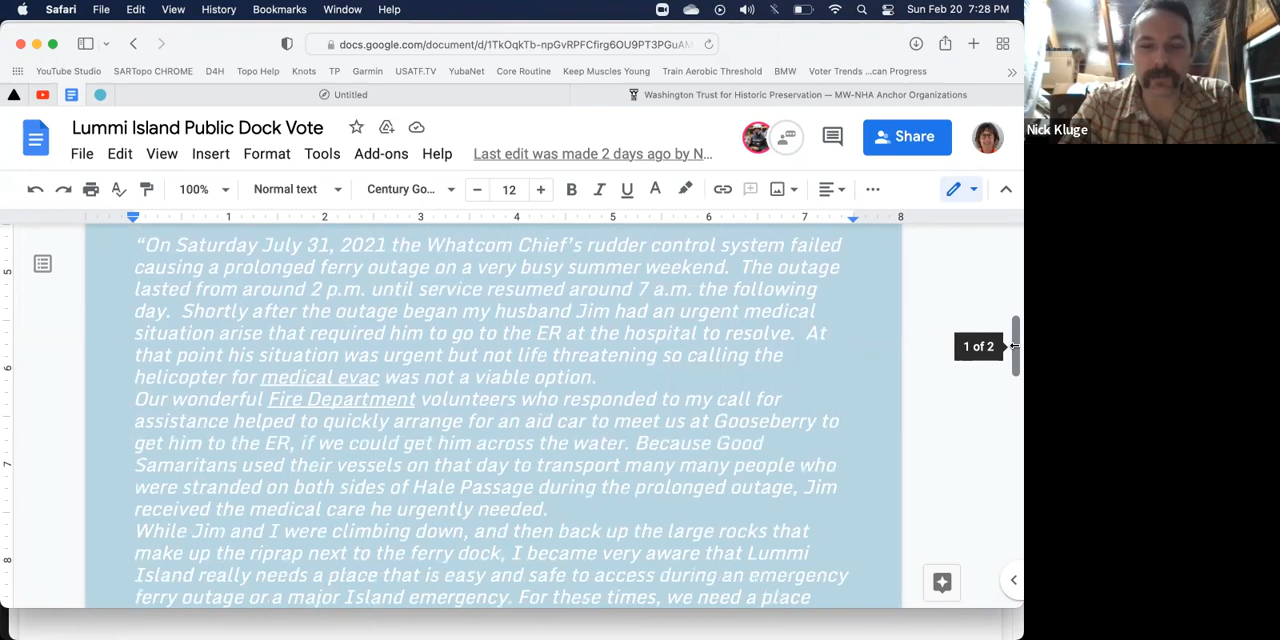 Safari File Edit View History Bookmarks Window Help Sun Feb 20 7:28 PM
docs.google.com/document/d/1TkOqkTb-npGvRPFCfirg6OU9PT3PGuAM
YouTube Studio SARTopo CHROME D4H Topo Help Knots TP Garmin USATF.TV YubaNet Core Routine Keep Muscles Young Train Aerobic Threshold BMW Voter Trends ...can Progress
Untitled Washington Trust for Historic Preservation — MW-NHA Anchor Organizations
Lummi Island Public Dock Vote
Share
File Edit View Insert Format Tools Add-ons Help Last edit was made 2 days ago by N...
100% Normal text Century Go... 12 B I U A
1 2 3 4 5 6 7 8
"On Saturday July 31, 2021 the Whatcom Chief's rudder control system failed
causing a prolonged ferry outage on a very busy summer weekend. The outage
lasted from around 2 p.m. until service resumed around 7 a.m. the following
day. Shortly after the outage began my husband Jim had an urgent medical
situation arise that required him to go to the ER at the hospital to resolve. At
that point his situation was urgent but not life threatening so calling the
helicopter for medical evac was not a viable option.
Our wonderful Fire Department volunteers who responded to my call for
assistance helped to quickly arrange for an aid car to meet us at Gooseberry to
get him to the ER, if we could get him across the water. Because Good
Samaritans used their vessels on that day to transport many many people who
were stranded on both sides of Hale Passage during the prolonged outage, Jim
received the medical care he urgently needed.
While Jim and I were climbing down, and then back up the large rocks that
make up the riprap next to the ferry dock, I became very aware that Lummi
Island really needs a place that is easy and safe to access during an emergency
ferry outage or a major Island emergency. For these times, we need a place
1 of 2
5
6
7
8
Nick Kluge